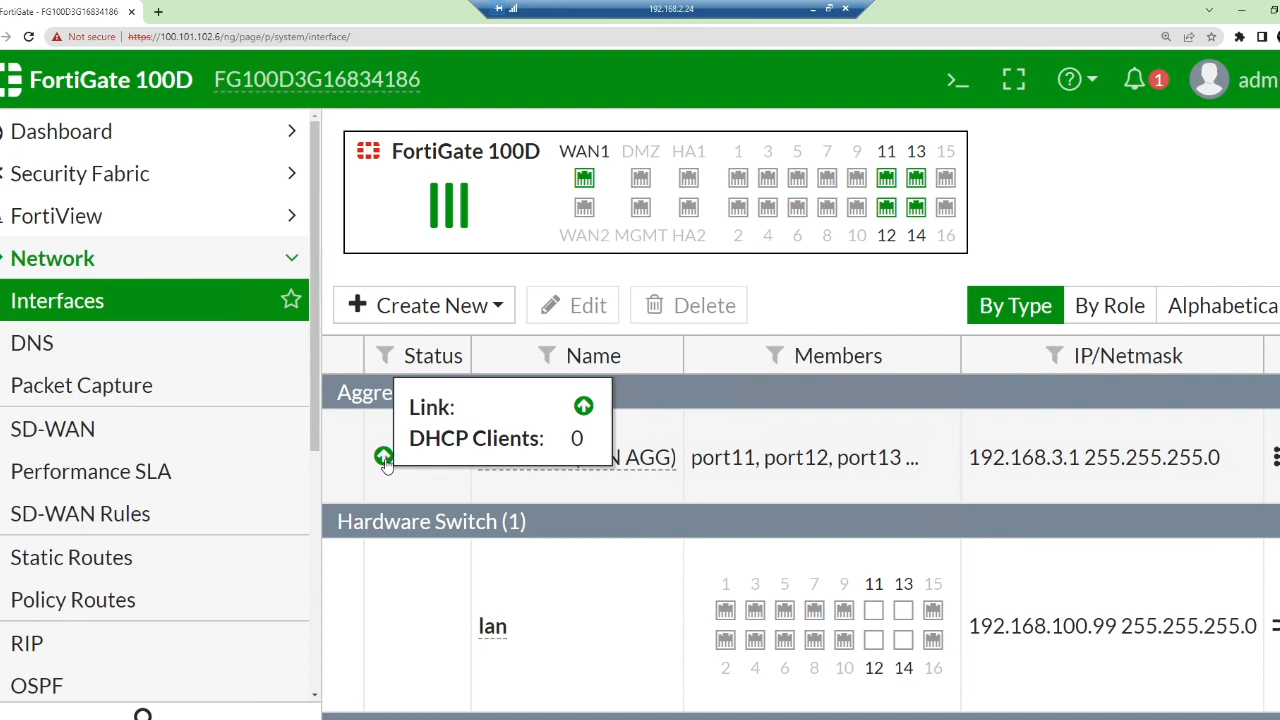 FortiGate - FG100D3G16834186
192.168.2.24
Not secure https://100.101.102.6/ng/page/p/system/interface/
FortiGate 100D FG100D3G16834186
1
adm
Dashboard
Security Fabric
FortiView
Network
Interfaces
DNS
Packet Capture
SD-WAN
Performance SLA
SD-WAN Rules
Static Routes
Policy Routes
RIP
OSPF
FortiGate 100D WAN1 DMZ HA1 1 3 5 7 9 11 13 15
WAN2 MGMT HA2 2 4 6 8 10 12 14 16
Create New Edit Delete By Type By Role Alphabetica
Status Name Members IP/Netmask
Aggre
Link:
DHCP Clients: 0
AGG) port11, port12, port13 ... 192.168.3.1 255.255.255.0
Hardware Switch (1)
1 3 5 7 9 11 13 15
lan 192.168.100.99 255.255.255.0
2 4 6 8 10 12 14 16